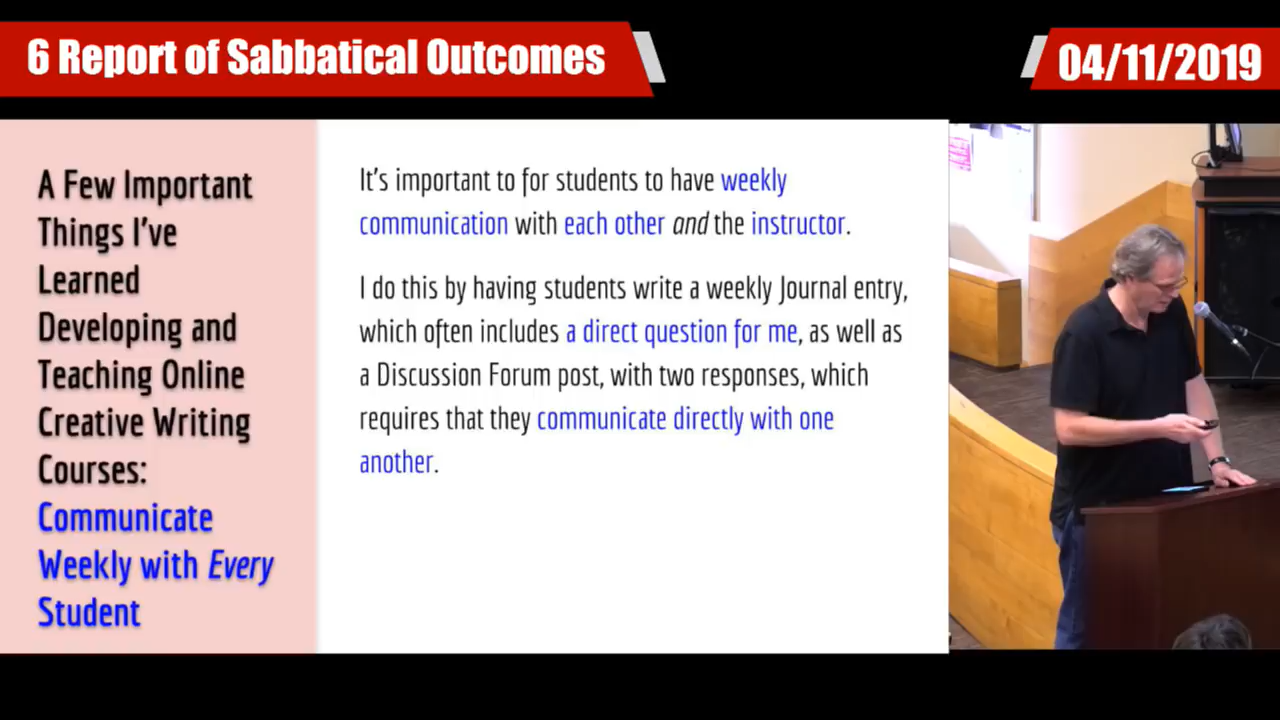 6 Report of Sabbatical Outcomes
04/11/2019
A Few Important
Things I've
Learned
Developing and
Teaching Online
Creative Writing
Courses:
Communicate
Weekly with Every
Student
It's important to for students to have weekly
communication with each other and the instructor.
I do this by having students write a weekly Journal entry,
which often includes a direct question for me, as well as
a Discussion Forum post, with two responses, which
requires that they communicate directly with one
another.